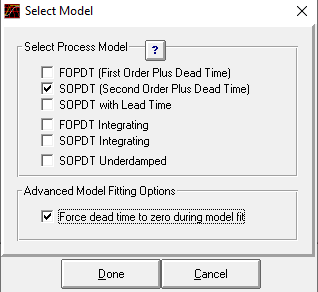 Select Model
Select Process Model
?
FOPDT (First Order Plus Dead Time)
SOPDT (Second Order Plus Dead Time)
SOPDT with Lead Time
FOPDT Integrating
SOPDT Integrating
SOPDT Underdamped
Advanced Model Fitting Options
Force dead time to zero during model fit
Done
Cancel